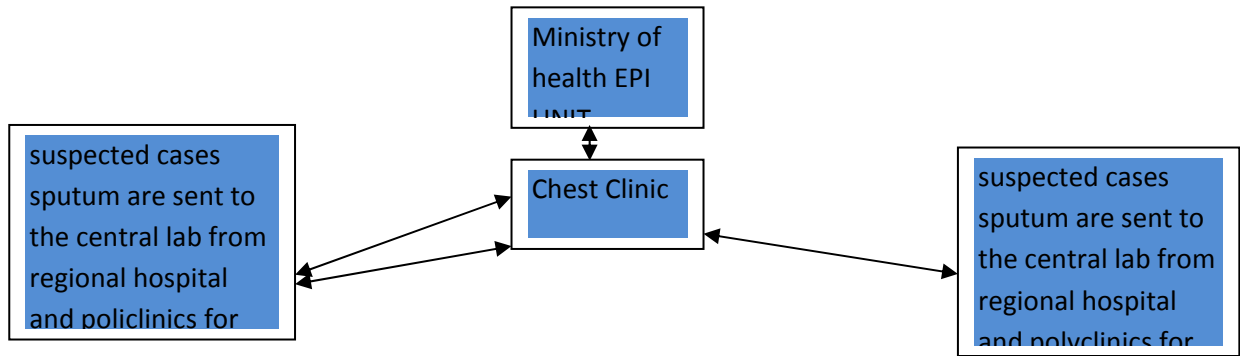 Ministry of
health EPI
UNIT
suspected cases
sputum are sent to
the central lab from
regional hospital
and policlinics for
Chest Clinic
suspected cases
sputum are sent to
the central lab from
regional hospital
and polyclinics for